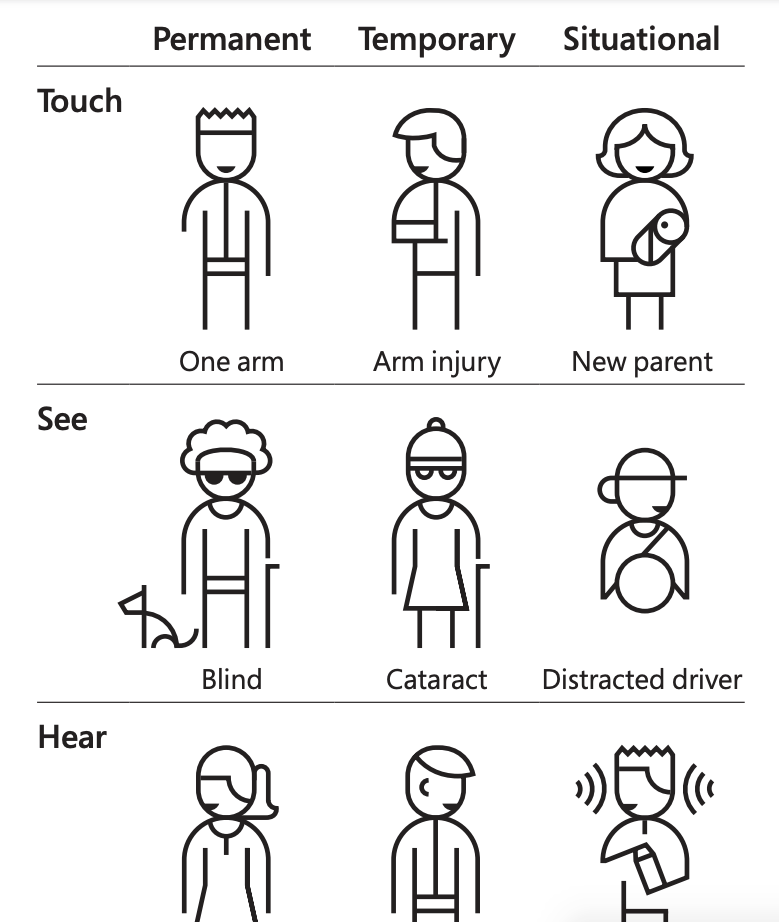 Permanent Temporary Situational
Touch
One arm Arm injury New parent
See
Blind Cataract Distracted driver
Hear